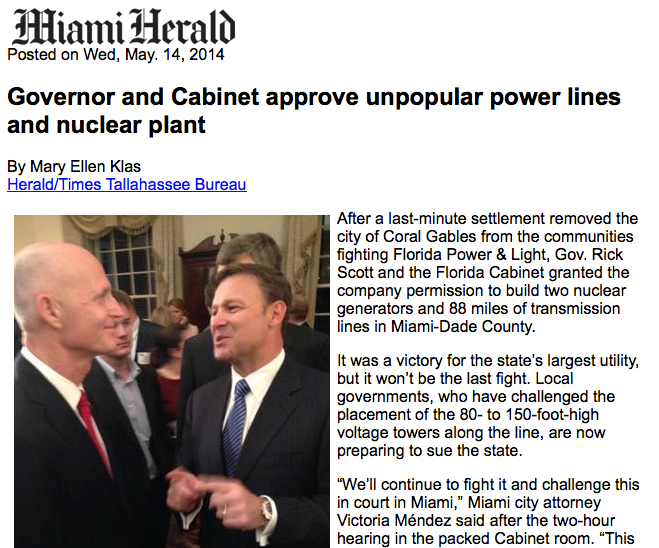 Miami Herald
Posted on Wed, May. 14, 2014
Governor and Cabinet approve unpopular power lines
and nuclear plant
By Mary Ellen Klas
Herald/Times Tallahassee Bureau
After a last-minute settlement removed the
city of Coral Gables from the communities
fighting Florida Power & Light, Gov. Rick
Scott and the Florida Cabinet granted the
company permission to build two nuclear
generators and 88 miles of transmission
lines in Miami-Dade County.
It was a victory for the state’s largest utility,
but it won’t be the last fight. Local
governments, who have challenged the
placement of the 80- to 150-foot-high
voltage towers along the line, are now
preparing to sue the state.
“We’ll continue to fight it and challenge this
in court in Miami,” Miami city attorney
Victoria Méndez said after the two-hour
hearing in the packed Cabinet room. “This